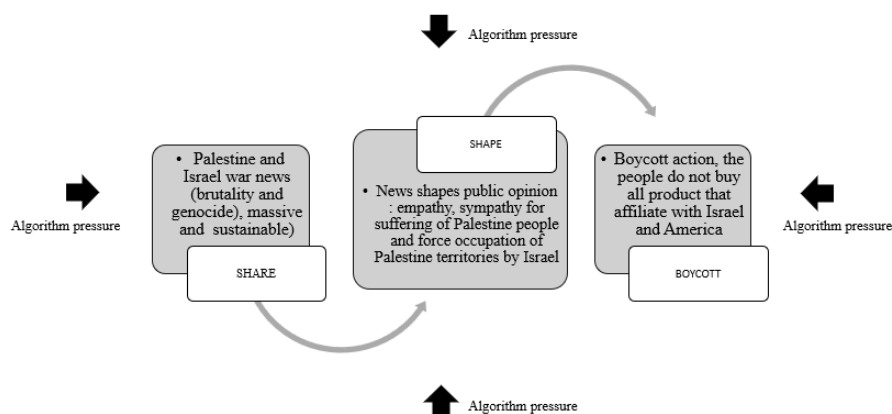 Algorithm pressure
SHAPE
• Palestine and
Israel war news
(brutality and
genocide), massive
and sustainable)
SHARE
• News shapes public opinion
: empathy, sympathy for
suffering of Palestine people
and force occupation of
Palestine territories by Israel
• Boycott action, the
people do not buy
all product that
affiliate with Israel
and America
BOYCOTT
Algorithm pressure
Algorithm pressure
Algorithm pressure